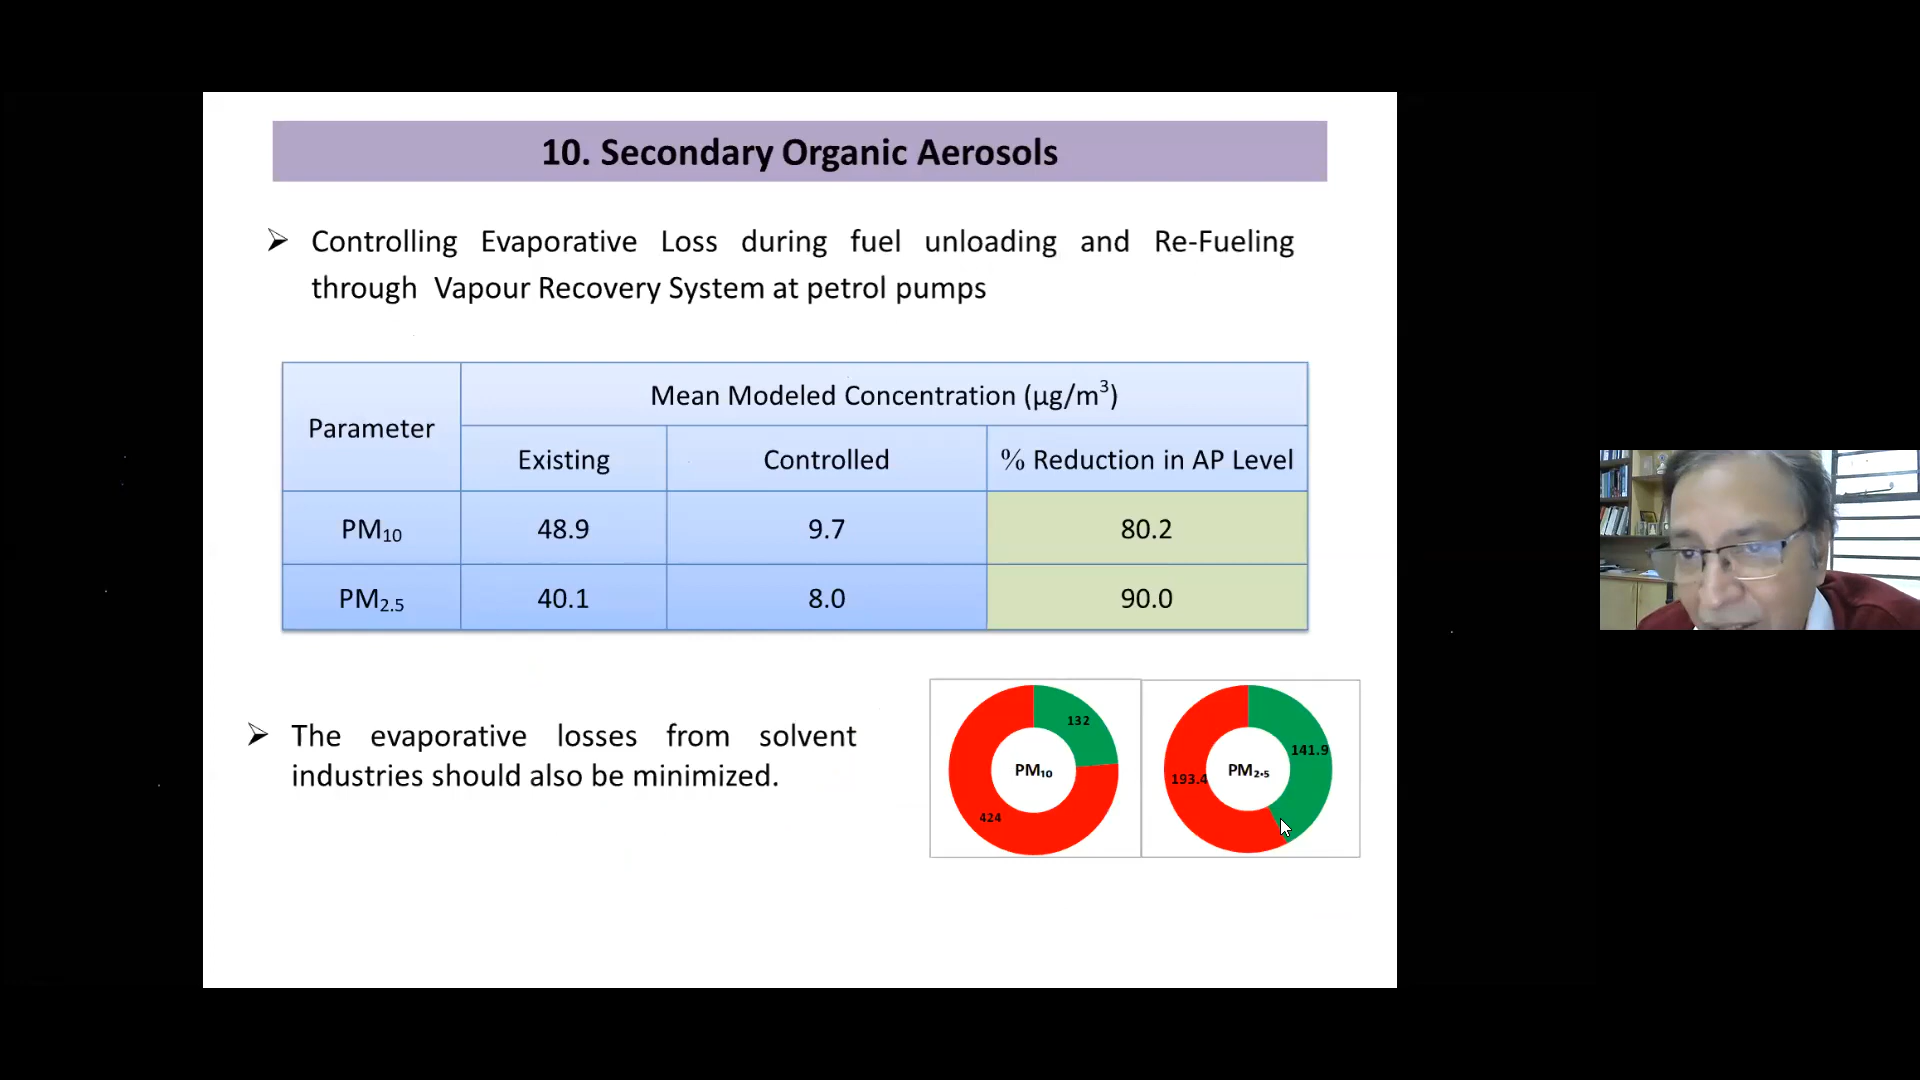 10. Secondary Organic Aerosols
➢ Controlling Evaporative Loss during fuel unloading and Re-Fueling
through Vapour Recovery System at petrol pumps
Parameter
Mean Modeled Concentration (µg/m³)
Existing Controlled % Reduction in AP Level
PM₁₀ 48.9 9.7 80.2
PM₂.₅ 40.1 8.0 90.0
➢ The evaporative losses from solvent
industries should also be minimized.
132
PM₁₀
424
141.9
PM₂.₅
193.4